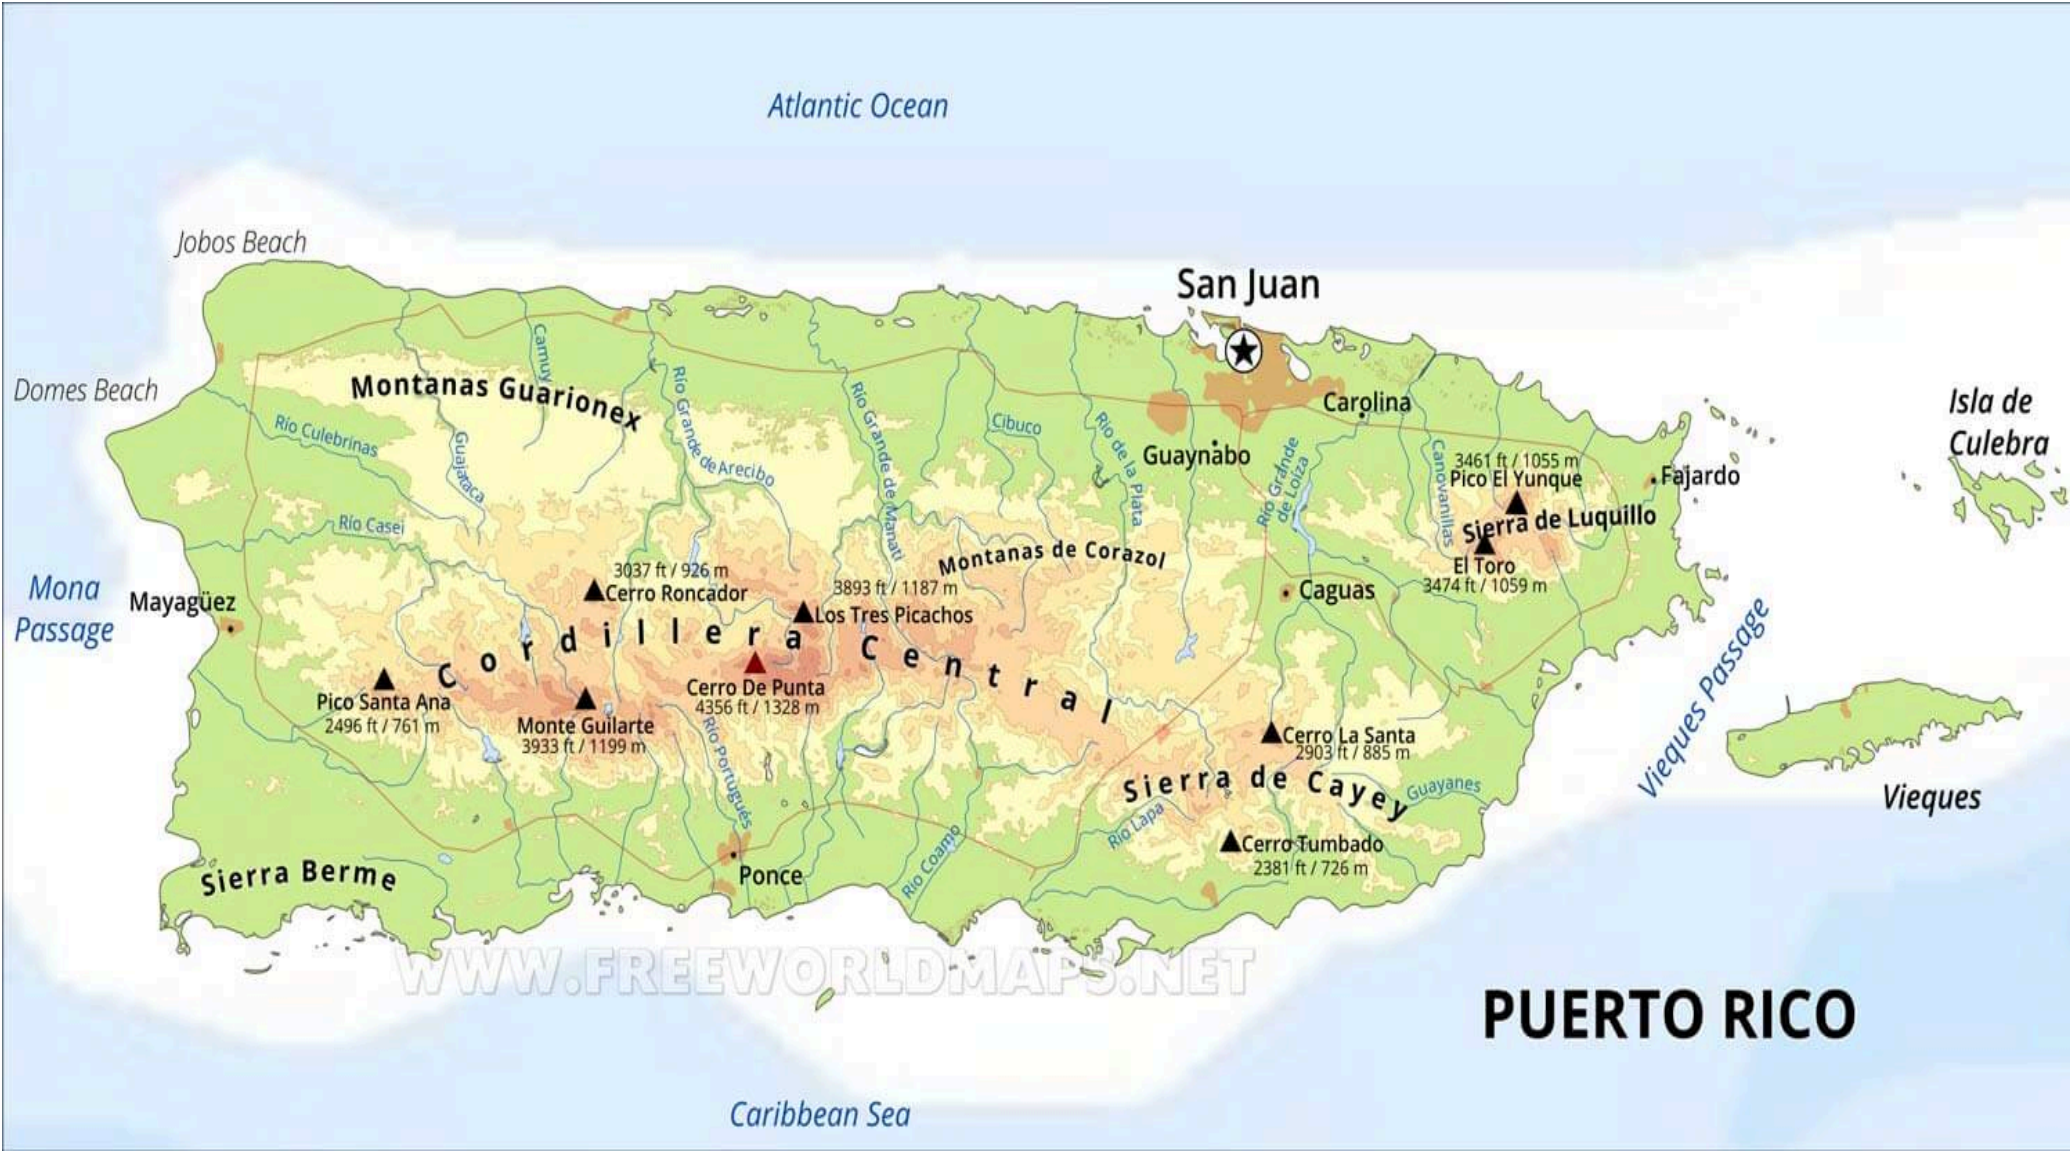 Atlantic Ocean
Jobos Beach
San Juan
Domes Beach
Montanas Guarionex
Camuy
Río Grande de Arecibo
Río Grande de Manati
Cibuco
Río de la Plata
Carolina
Guaynabo
Isla de
Culebra
Río Culebrinas
Guajataca
Río Grande
de Loíza
Canovanillas
3461 ft / 1055 m
Pico El Yunque
Fajardo
Sierra de Luquillo
Río Casei
Montanas de Corazol
El Toro
3474 ft / 1059 m
Mona
Passage
Mayagüez
3037 ft / 926 m
Cerro Roncador
3893 ft / 1187 m
Los Tres Picachos
Caguas
Cordillera Central
Cerro De Punta
4356 ft / 1328 m
Pico Santa Ana
2496 ft / 761 m
Monte Guilarte
3933 ft / 1199 m
Río Portugués
Vieques Passage
Cerro La Santa
2903 ft / 885 m
Sierra de Cayey
Guayanes
Vieques
Río Lapa
Río Coamo
Cerro Tumbado
2381 ft / 726 m
Ponce
Sierra Berme
WWW.FREEWORLDMAPS.NET
PUERTO RICO
Caribbean Sea